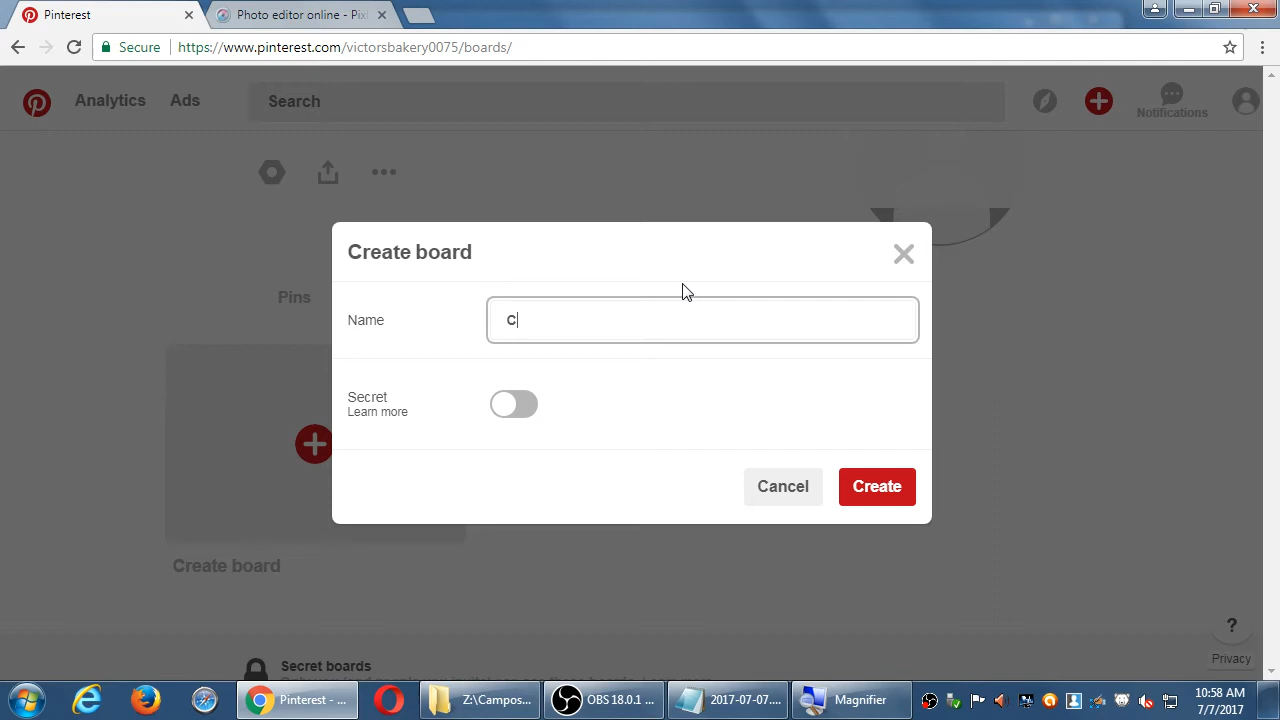 Pinterest
Photo editor online - Pixl
Secure
https://www.pinterest.com/victorsbakery0075/boards/
Analytics
Ads
Search
Notifications
Create board
Pins
Name
C
Secret
Learn more
Cancel
Create
Create board
?
Secret boards
Privacy
Pinterest - ...
Z:\Campos...
OBS 18.0.1 ...
2017-07-07....
Magnifier
10:58 AM
7/7/2017